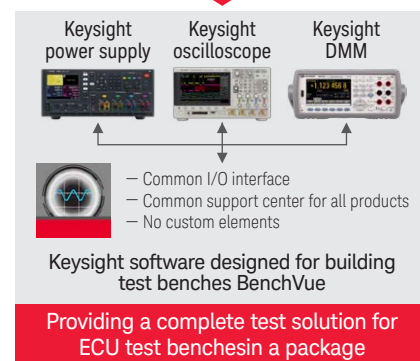 Keysight
power supply
Keysight
oscilloscope
Keysight
DMM
— Common I/O interface
— Common support center for all products
— No custom elements
Keysight software designed for building
test benches BenchVue
Providing a complete test solution for
ECU test benchesin a package